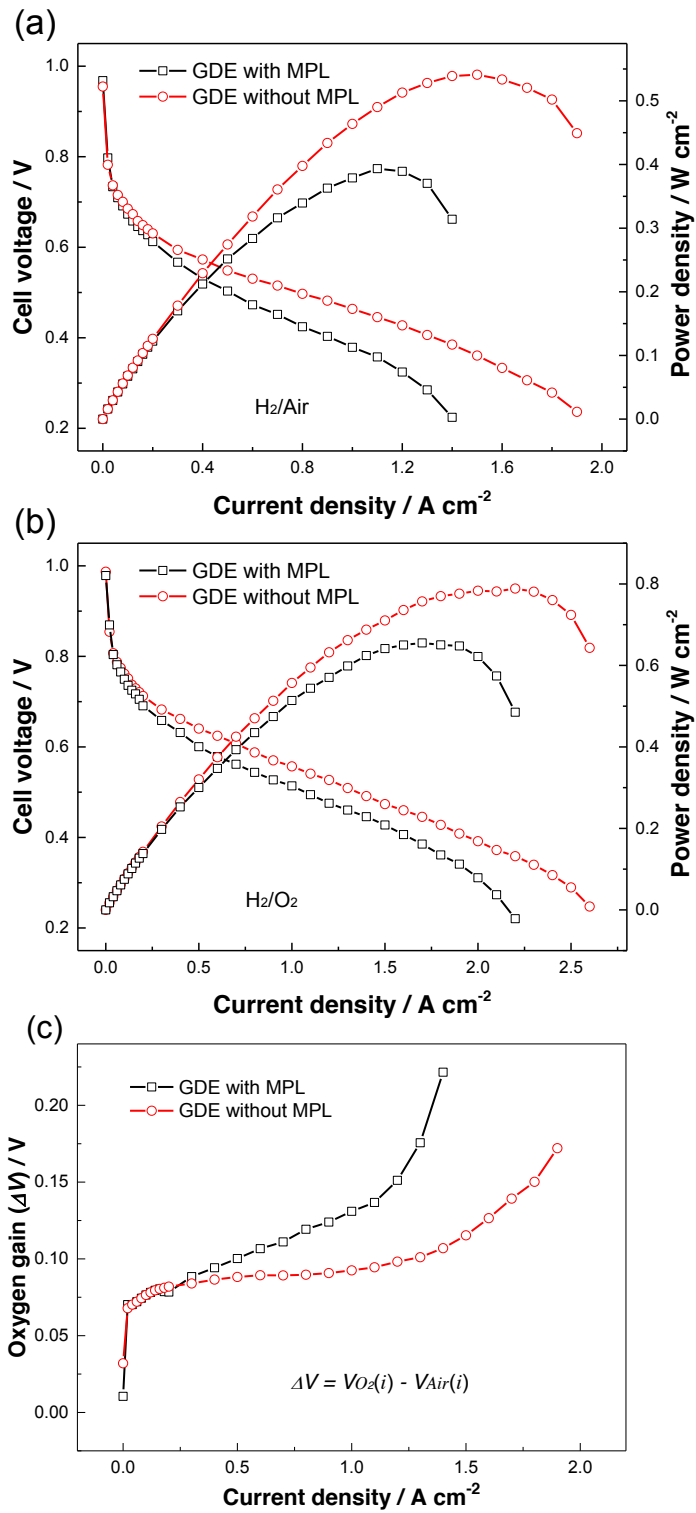 (a)
GDE with MPL
GDE without MPL
1.0
0.8
0.6
0.4
0.2
Cell voltage / V
0.5
0.4
0.3
0.2
0.1
0.0
Power density / W cm-2
H2/Air
0.0 0.4 0.8 1.2 1.6 2.0
Current density / A cm-2
(b)
GDE with MPL
GDE without MPL
1.0
0.8
0.6
0.4
0.2
Cell voltage / V
0.8
0.6
0.4
0.2
0.0
Power density / W cm-2
H2/O2
0.0 0.5 1.0 1.5 2.0 2.5
Current density / A cm-2
(c)
GDE with MPL
GDE without MPL
0.20
0.15
0.10
0.05
0.00
Oxygen gain (ΔV) / V
ΔV = VO2(i) - VAir(i)
0.0 0.5 1.0 1.5 2.0
Current density / A cm-2